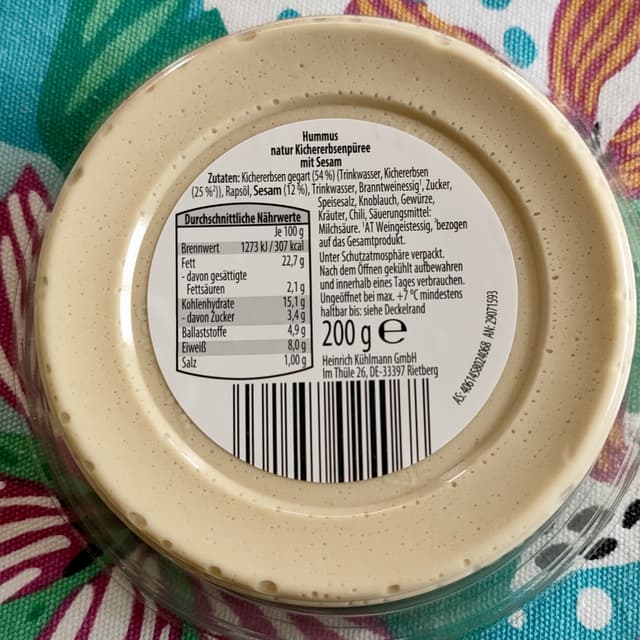 Hummus
natur Kichererbsenpüree
mit Sesam
Zutaten: Kichererbsen gegart (54 %) (Trinkwasser, Kichererbsen
(25 %²)), Rapsöl, Sesam (12 %), Trinkwasser, Branntweinessig¹, Zucker,
Speisesalz, Knoblauch, Gewürze,
Kräuter, Chili, Säuerungsmittel:
Milchsäure. ¹AT Weingeistessig, ²bezogen
auf das Gesamtprodukt.
Unter Schutzatmosphäre verpackt.
Nach dem Öffnen gekühlt aufbewahren
und innerhalb eines Tages verbrauchen.
Ungeöffnet bei max. +7 °C mindestens
haltbar bis: siehe Deckelrand
200 g e
Heinrich Kühlmann GmbH
Im Thüle 26, DE-33397 Rietberg
Durchschnittliche Nährwerte
Je 100 g
Brennwert 1273 kJ / 307 kcal
Fett 22,7 g
- davon gesättigte
Fettsäuren 2,1 g
Kohlenhydrate 15,1 g
- davon Zucker 3,4 g
Ballaststoffe 4,9 g
Eiweiß 8,0 g
Salz 1,00 g
AS: 4061458024068 AN: 29071593